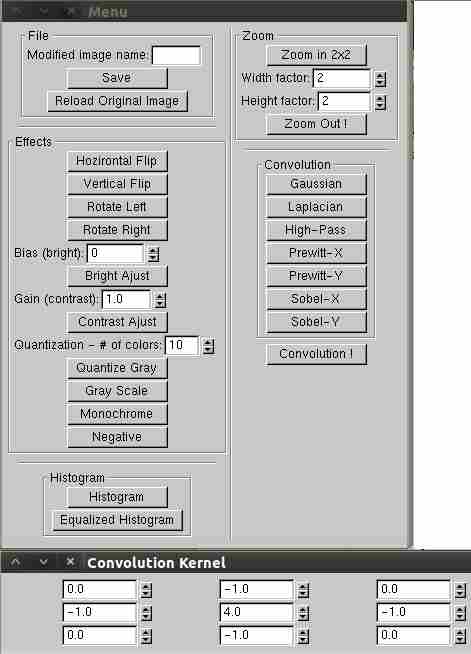 Menu
File
Modified image name:
Save
Reload Original Image
Effects
Hozirontal Flip
Vertical Flip
Rotate Left
Rotate Right
Bias (bright): 0
Bright Ajust
Gain (contrast): 1.0
Contrast Ajust
Quantization - # of colors: 10
Quantize Gray
Gray Scale
Monochrome
Negative
Histogram
Histogram
Equalized Histogram
Zoom
Zoom in 2x2
Width factor: 2
Height factor: 2
Zoom Out !
Convolution
Gaussian
Laplacian
High-Pass
Prewitt-X
Prewitt-Y
Sobel-X
Sobel-Y
Convolution !
Convolution Kernel
0.0 -1.0 0.0
-1.0 4.0 -1.0
0.0 -1.0 0.0